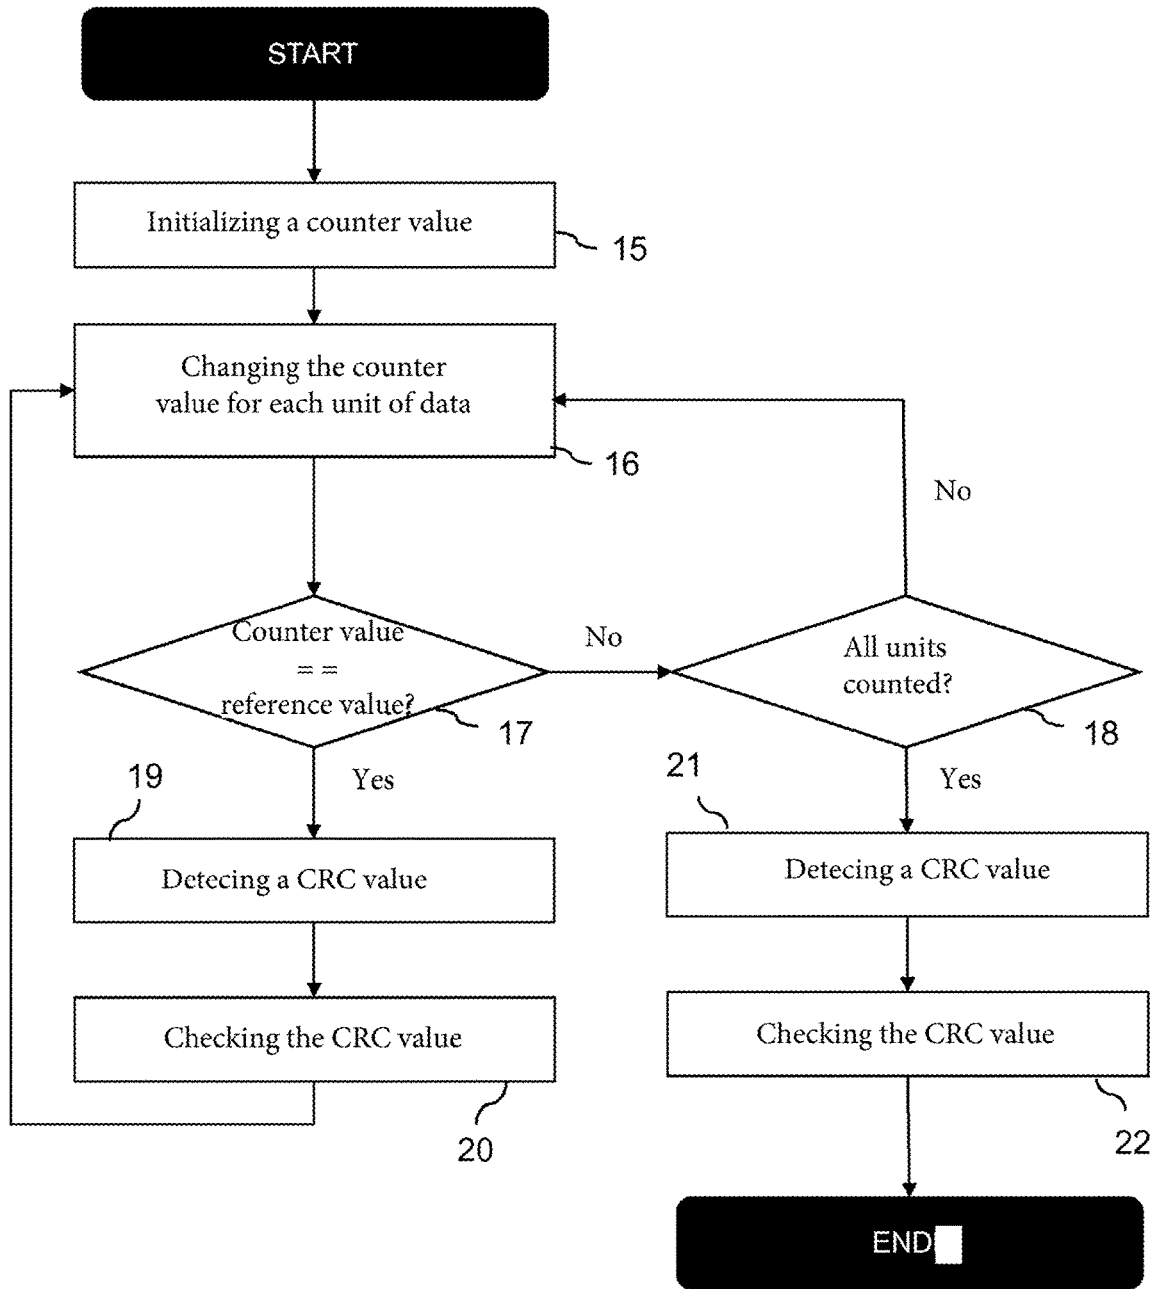 START
Initializing a counter value
15
Changing the counter
value for each unit of data
16
No
Counter value
= =
reference value?
17
No
All units
counted?
18
Yes
19
Yes
21
Detecing a CRC value
Detecing a CRC value
Checking the CRC value
20
Checking the CRC value
22
END